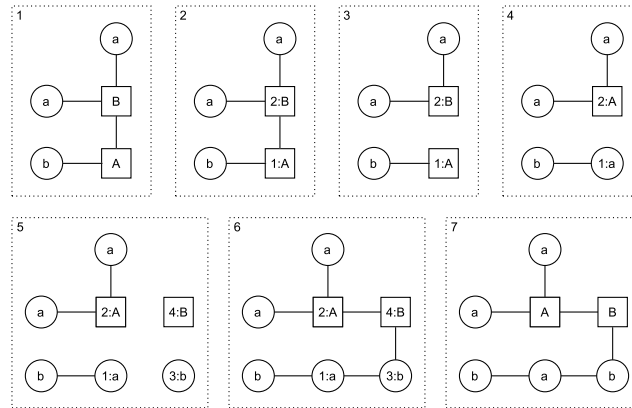 1 2 3 4
a a a a
a B a 2:B a 2:B a 2:A
b A b 1:A b 1:A b 1:a
5 6 7
a a a
a 2:A 4:B a 2:A 4:B a A B
b 1:a 3:b b 1:a 3:b b a b